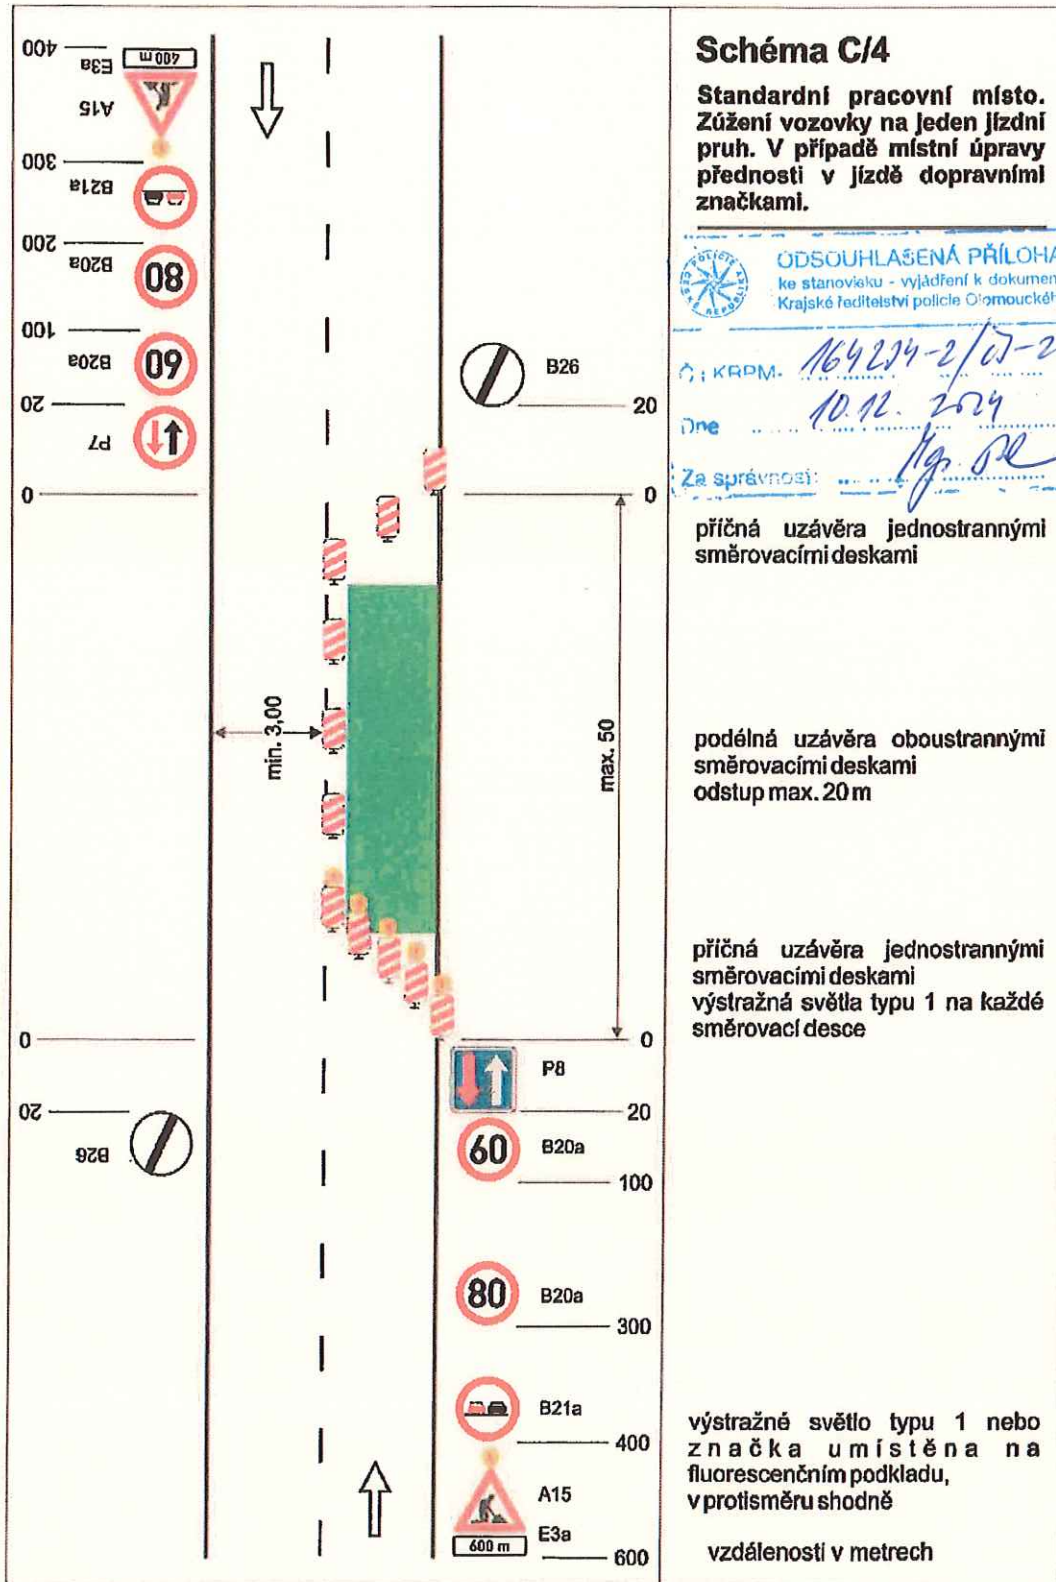 Schéma C/4
Standardní pracovní místo.
Zúžení vozovky na jeden jízdní
pruh. V případě místní úpravy
přednosti v jízdě dopravními
značkami.
ODSOUHLASENÁ PŘÍLOHA
ke stanovisku - vyjádření k dokumen
Krajské ředitelství policie Olomouckéh
POLICIE
ČESKÉ REPUBLIKY
Č.j. KRPM-
Dne 10.12. 2024
Za správnost: Mgr.
příčná uzávěra jednostrannými
směrovacími deskami
podélná uzávěra oboustrannými
směrovacími deskami
odstup max. 20 m
příčná uzávěra jednostrannými
směrovacími deskami
výstražná světla typu 1 na každé
směrovací desce
výstražné světlo typu 1 nebo
značka umístěna na
fluorescenčním podkladu,
v protisměru shodně
vzdálenosti v metrech
400
E3a
400 m
A15
300
B21a
200
B20a
80
100
B20a
60
20
P7
0
B26
20
0
min. 3,00
max. 50
0
0
P8
20
20
B26
60
B20a
100
80
B20a
300
B21a
400
A15
E3a
600 m
600